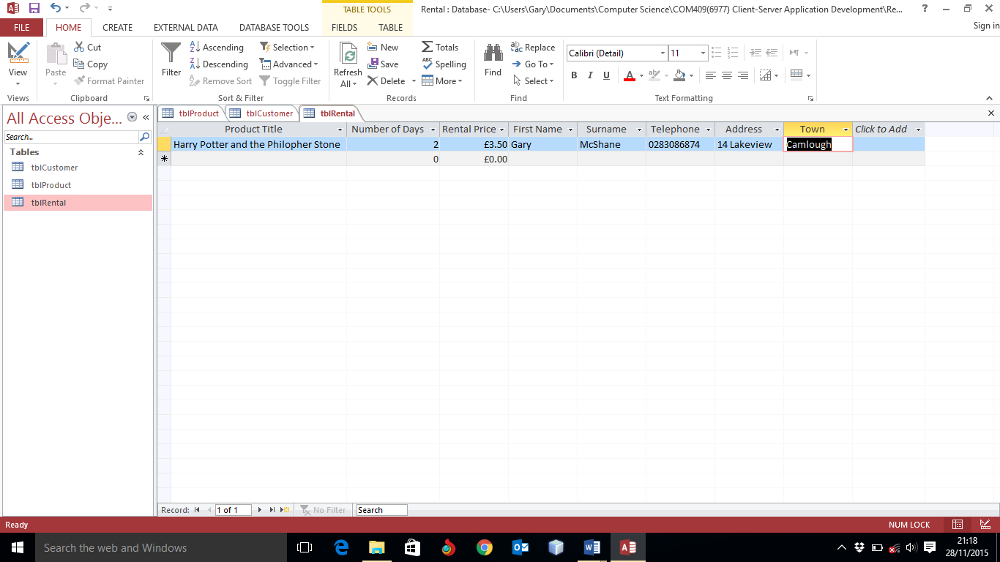 TABLE TOOLS
Rental : Database- C:\Users\Gary\Documents\Computer Science\COM409(6977) Client-Server Application Development\Re...
?
FILE HOME CREATE EXTERNAL DATA DATABASE TOOLS FIELDS TABLE Sign in
View
Views
Paste
Cut
Copy
Format Painter
Clipboard
Filter
Ascending
Descending
Remove Sort
Selection
Advanced
Toggle Filter
Sort & Filter
Refresh
All
New
Save
Delete
Totals
Spelling
More
Records
Find
Replace
Go To
Select
Find
Calibri (Detail) 11
B I U A
Text Formatting
All Access Obje...
Search...
Tables
tblCustomer
tblProduct
tblRental
tblProduct tblCustomer tblRental
Product Title Number of Days Rental Price First Name Surname Telephone Address Town Click to Add
Harry Potter and the Philopher Stone 2 £3.50 Gary McShane 0283086874 14 Lakeview Camlough
0 £0.00
Record: 1 of 1 No Filter Search
Ready NUM LOCK
Search the web and Windows
21:18
28/11/2015